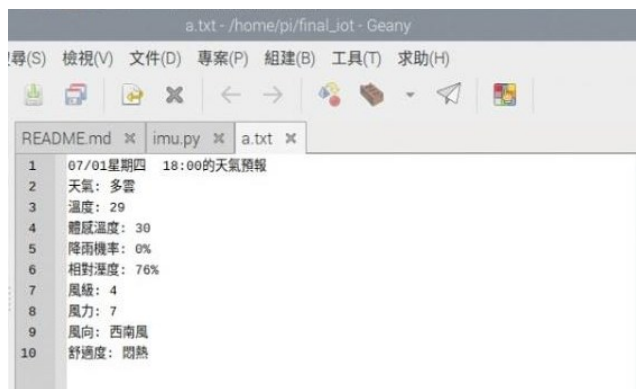 a.txt - /home/pi/final_iot - Geany
尋(S) 檢視(V) 文件(D) 專案(P) 組建(B) 工具(T) 求助(H)
README.md imu.py a.txt
1 07/01星期四 18:00的天氣預報
2 天氣: 多雲
3 溫度: 29
4 體感溫度: 30
5 降雨機率: 0%
6 相對溼度: 76%
7 風級: 4
8 風力: 7
9 風向: 西南風
10 舒適度: 悶熱